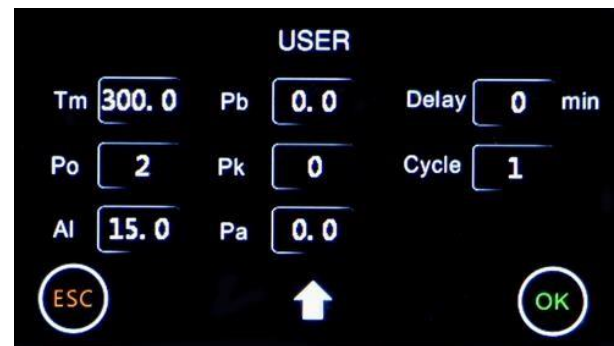 USER
Tm 300.0 Pb 0.0 Delay 0 min
Po 2 Pk 0 Cycle 1
Al 15.0 Pa 0.0
ESC OK